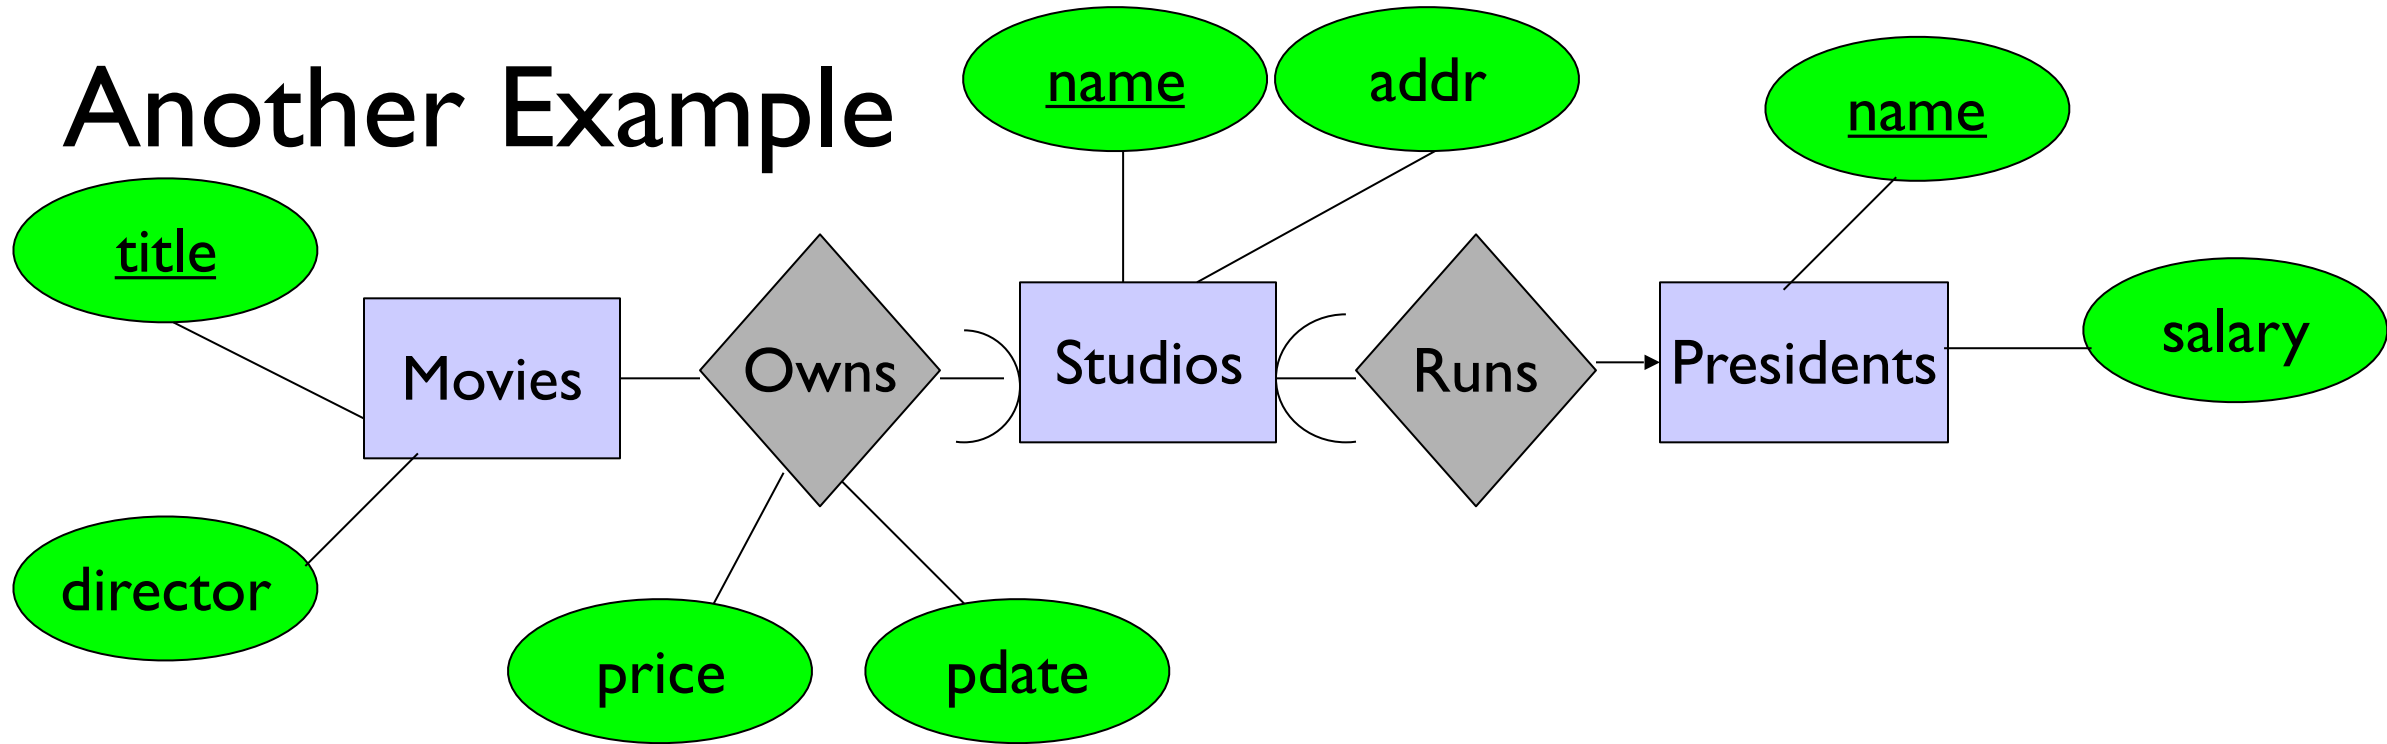 Another Example
name
addr
name
title
salary
Movies
Owns
Studios
Runs
Presidents
director
price
pdate